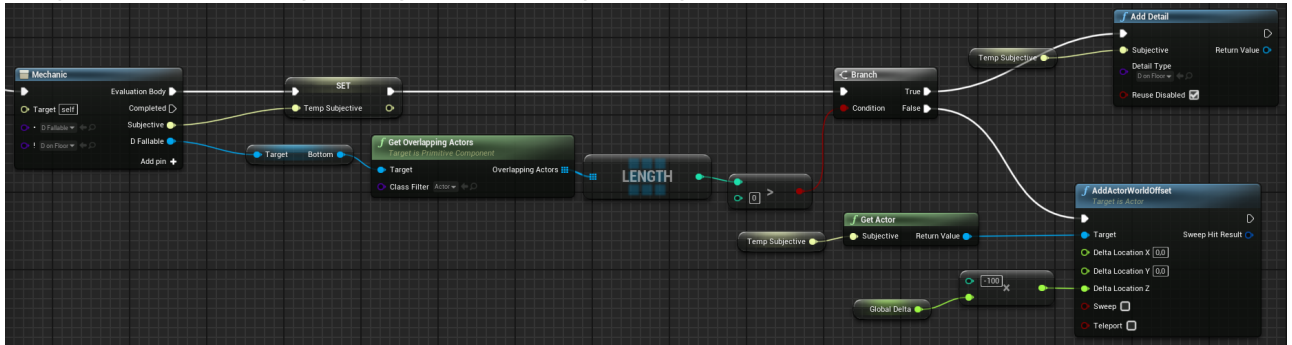 Mechanic
Evaluation Body
Target self
Completed
Subjective
- D Fallable
D Fallable
! D on Floor
Add pin +
SET
Temp Subjective
Target Bottom
f Get Overlapping Actors
Target is Primitive Component
Target
Overlapping Actors
Class Filter Actor
LENGTH
0 >
Branch
True
Condition
False
Temp Subjective
f Add Detail
Subjective
Return Value
Detail Type
D on Floor
Reuse Disabled
Temp Subjective
f Get Actor
Subjective
Return Value
Global Delta
-100 x
f AddActorWorldOffset
Target is Actor
Target
Sweep Hit Result
Delta Location X 0,0
Delta Location Y 0,0
Delta Location Z
Sweep
Teleport